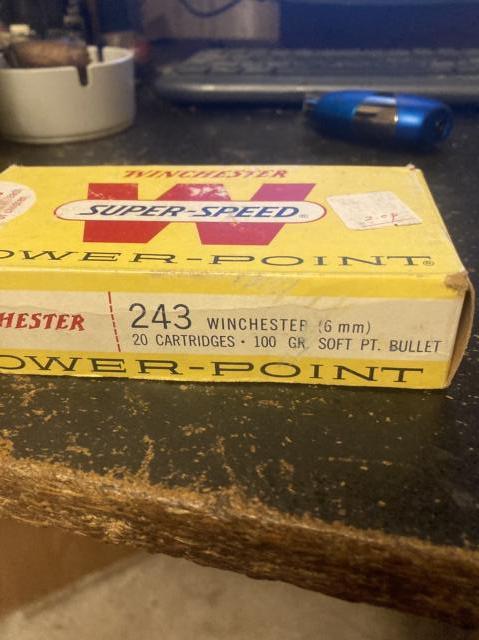 WINCHESTER
SUPER-SPEED®
OWER-POINT®
HESTER
243 WINCHESTER (6 mm)
20 CARTRIDGES · 100 GR. SOFT PT. BULLET
OWER-POINT